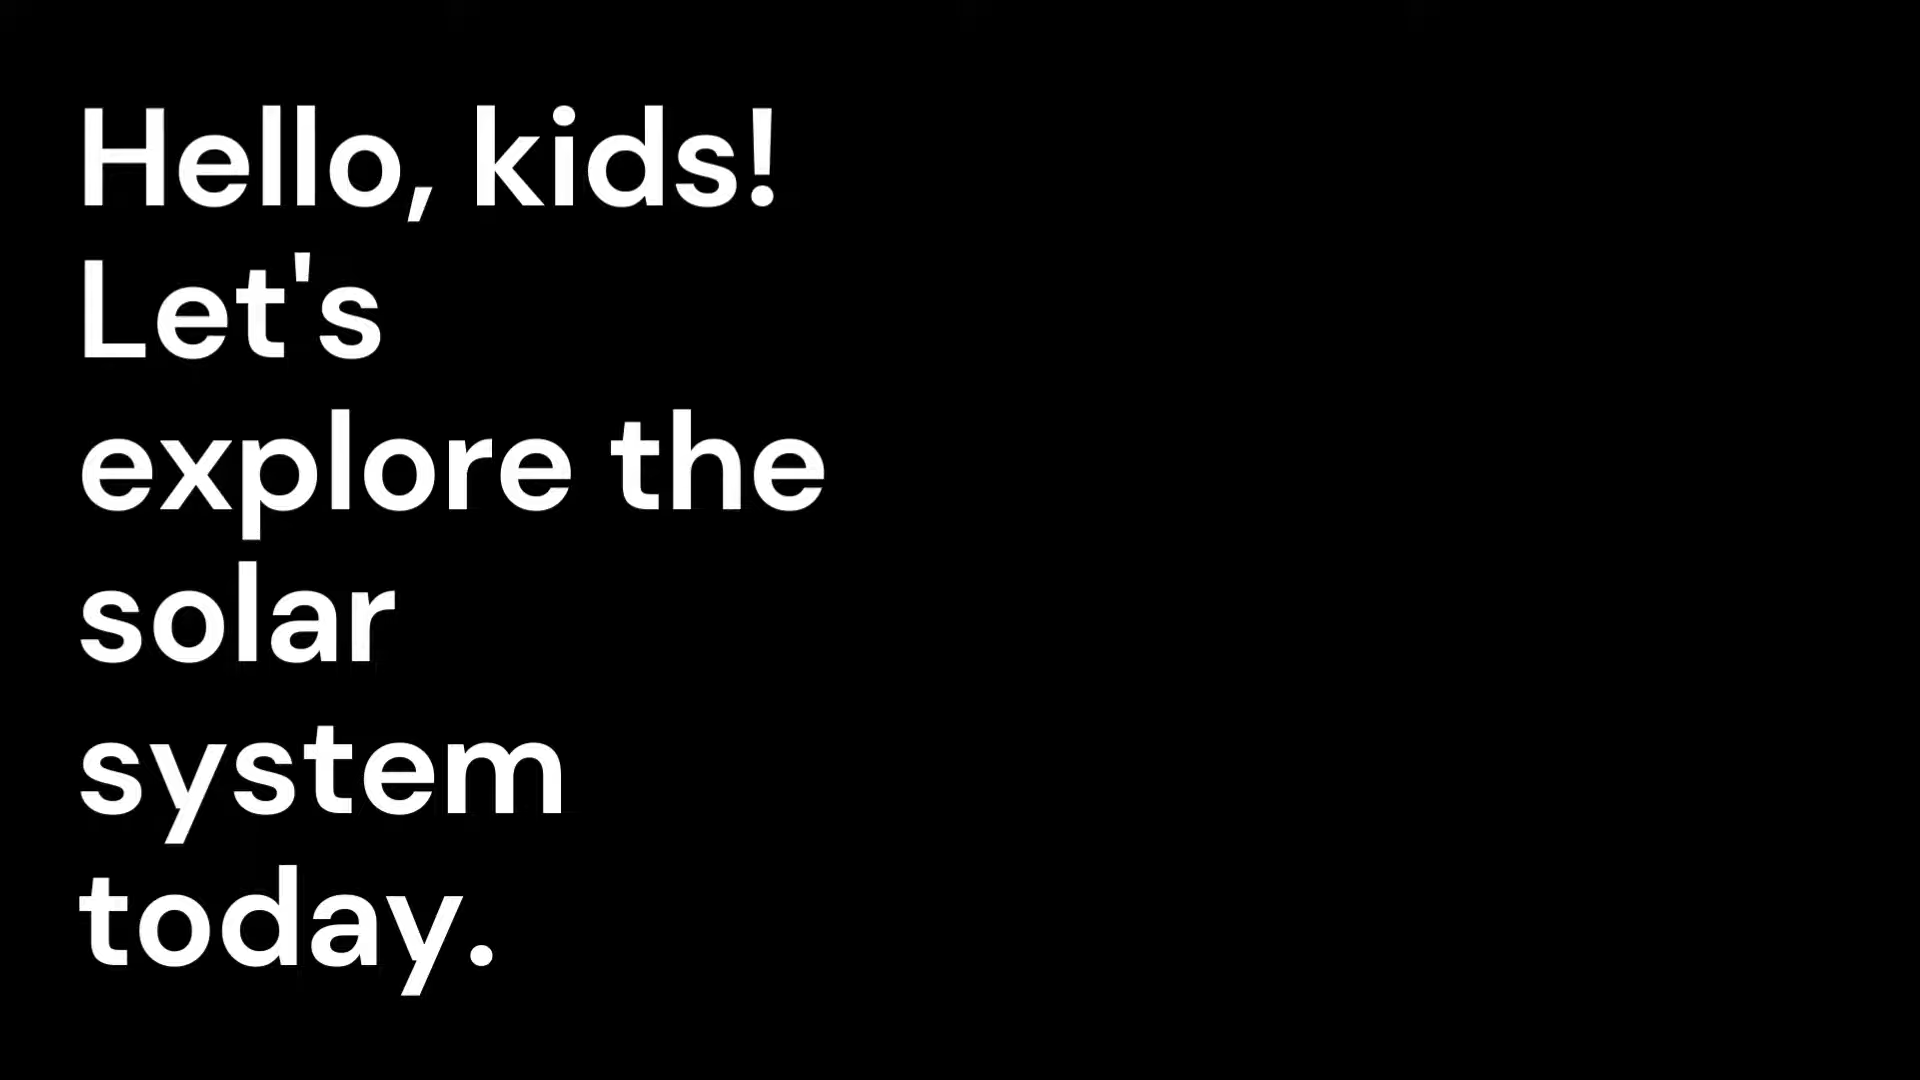 Hello, kids!
Let's
explore the
solar
system
today.